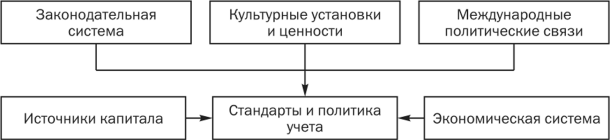 Законодательная
система
Культурные установки
и ценности
Международные
политические связи
Источники капитала
Стандарты и политика
учета
Экономическая система